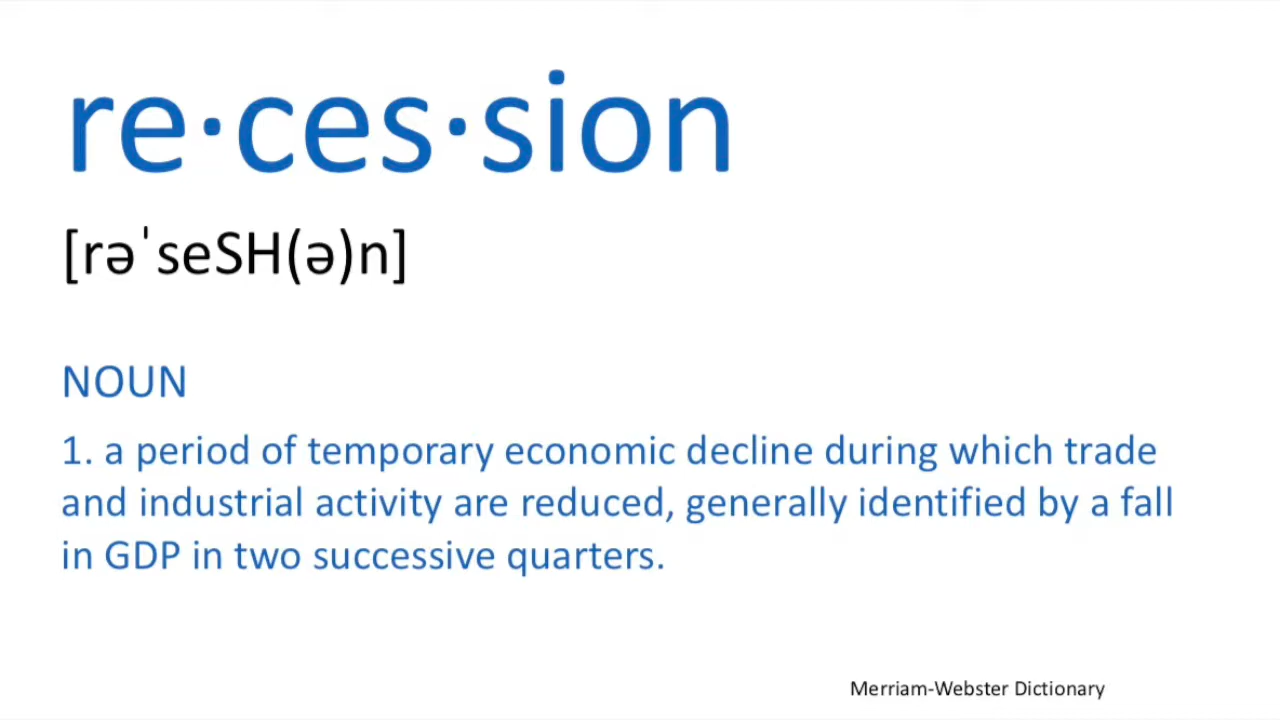 re·ces·sion
[rəˈseSH(ə)n]
NOUN
1. a period of temporary economic decline during which trade
and industrial activity are reduced, generally identified by a fall
in GDP in two successive quarters.
Merriam-Webster Dictionary